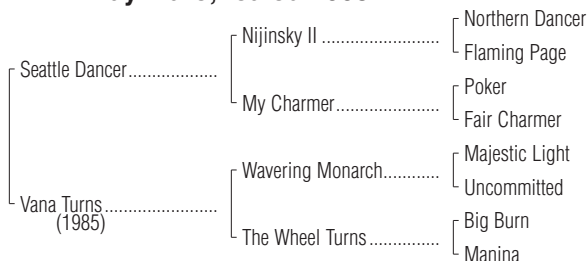 Northern Dancer
Nijinsky II
Flaming Page
Seattle Dancer
Poker
My Charmer
Fair Charmer
Majestic Light
Wavering Monarch
Uncommitted
Vana Turns
(1985)
Big Burn
The Wheel Turns
Manina